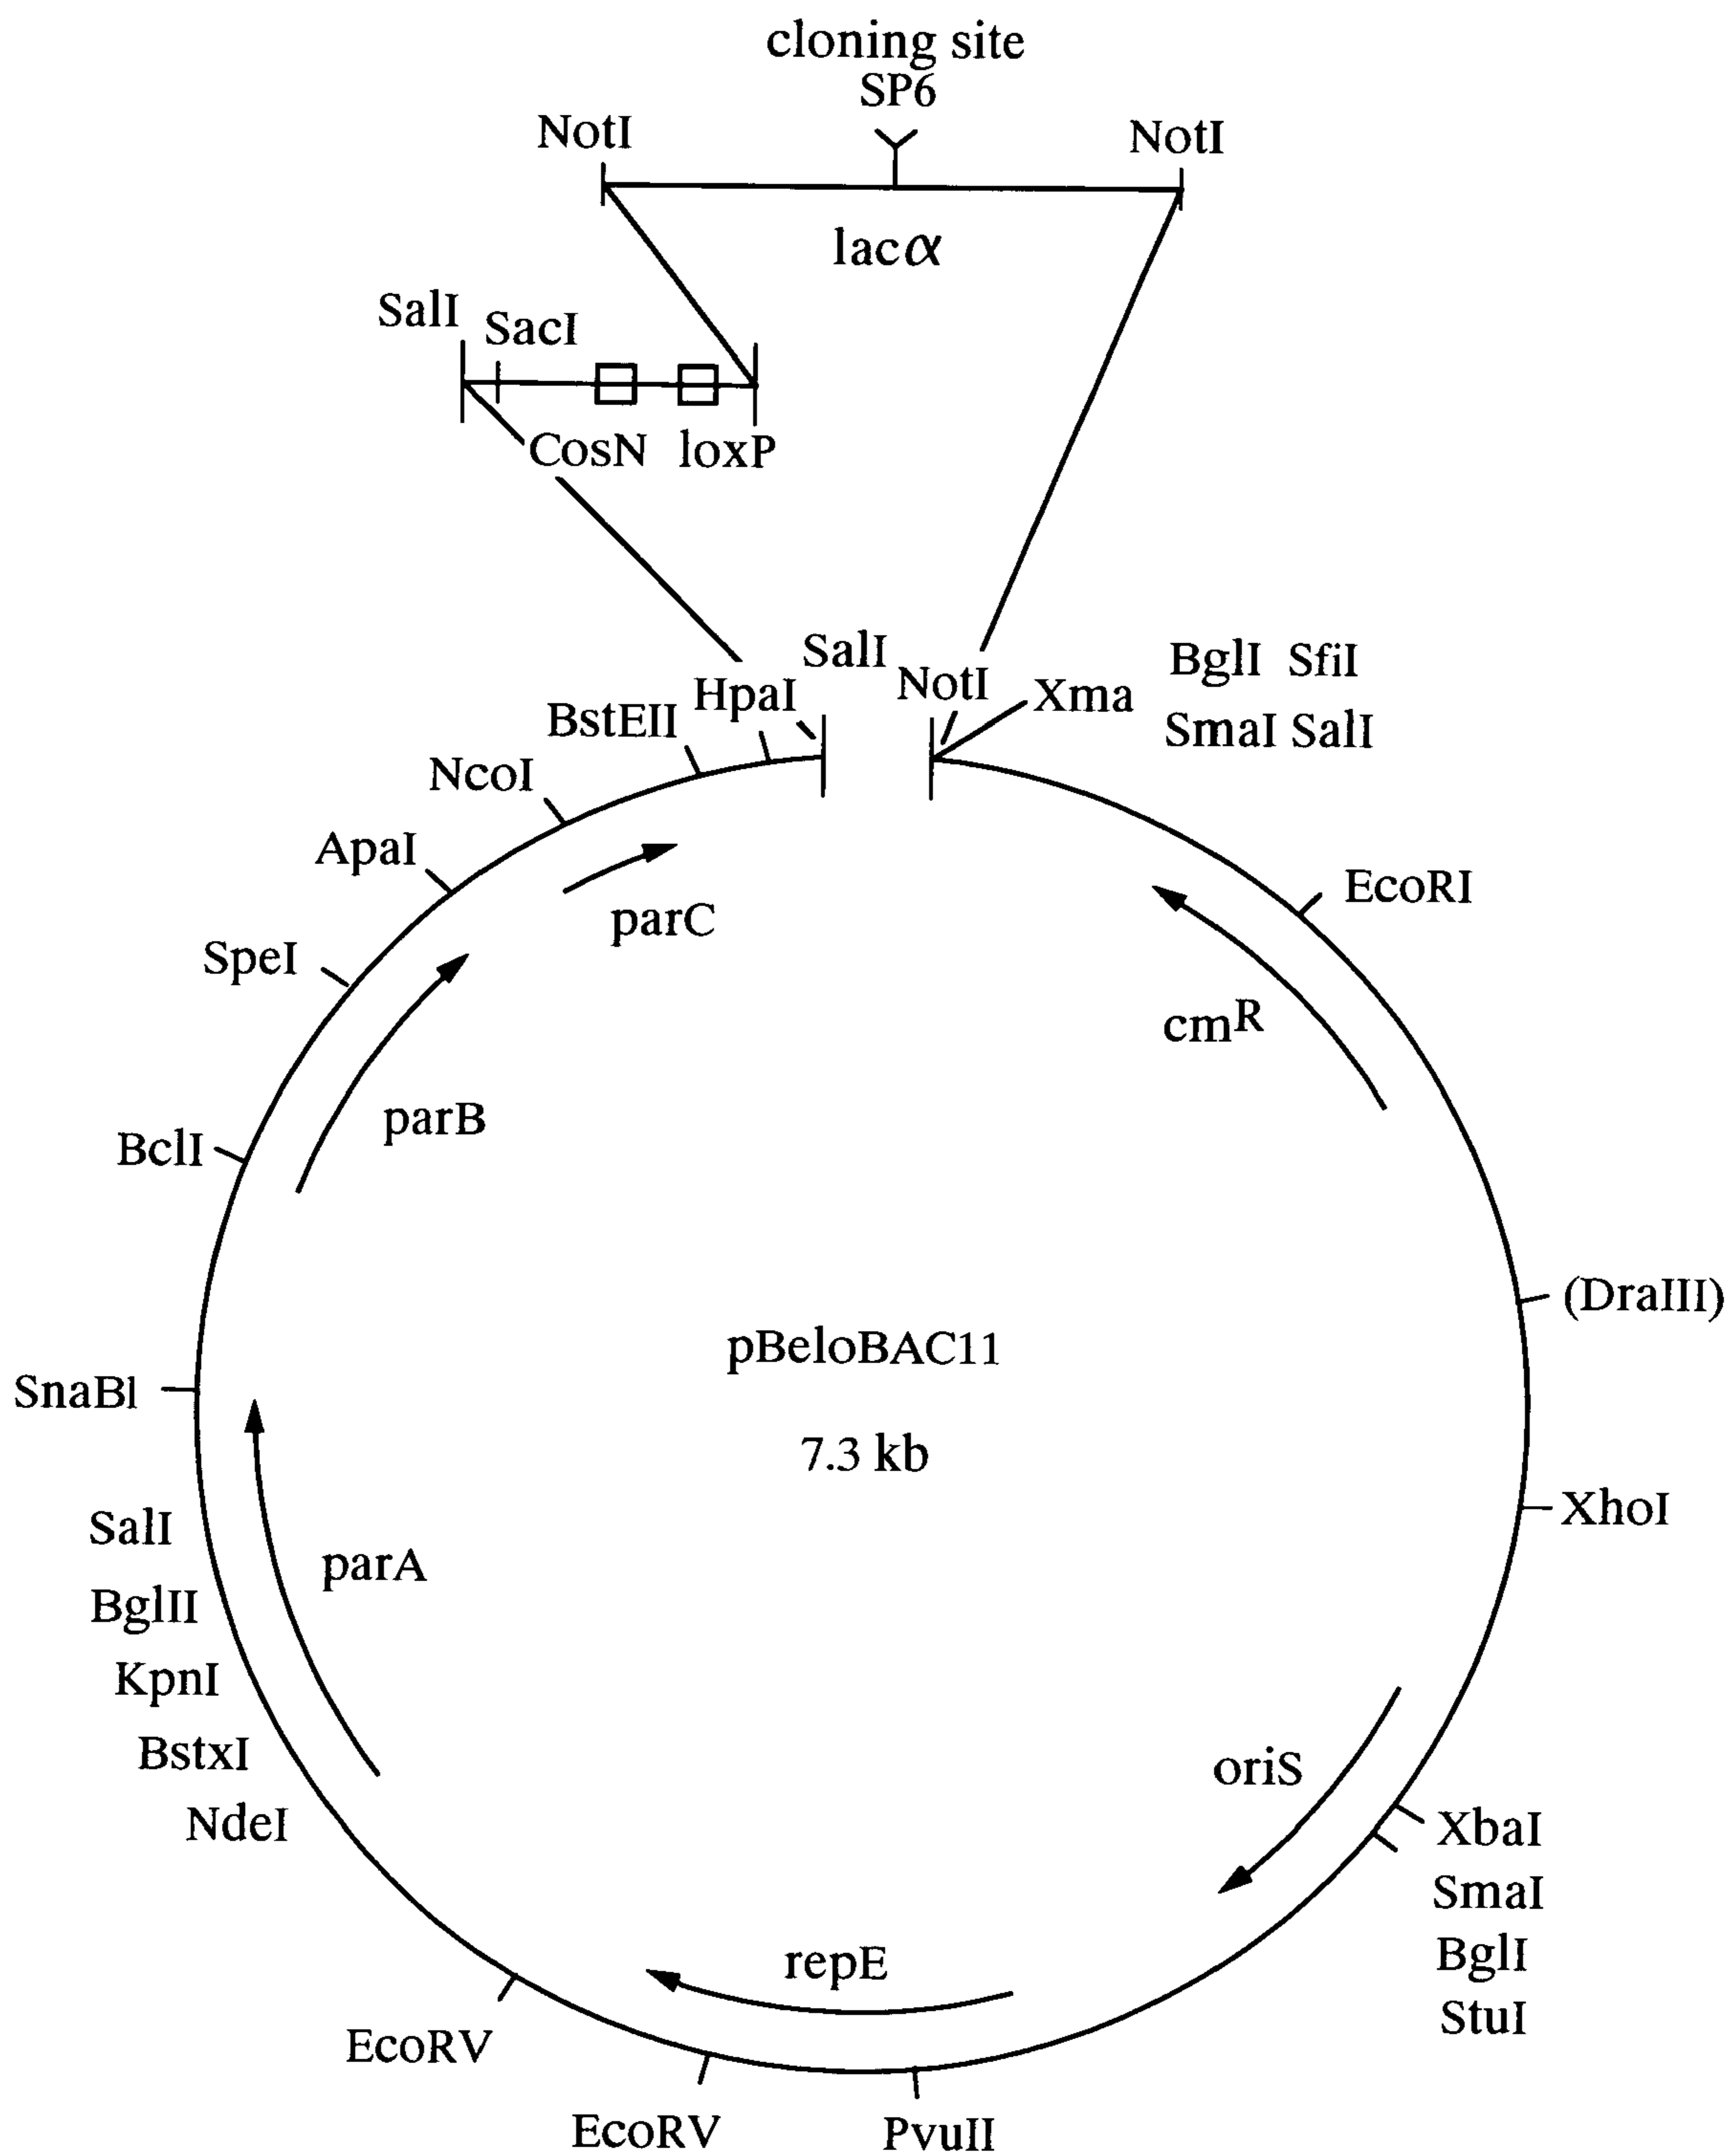 cloning site
SP6
NotI
NotI
lacα
SalI
SacI
CosN
loxP
SalI
HpaI
NotI
Xma
BglI SfiI
SmaI SalI
BstEII
NcoI
ApaI
SpeI
BclI
SnaBl
SalI
BglII
KpnI
BstxI
NdeI
EcoRV
EcoRV
PvuII
XbaI
SmaI
BglI
StuI
XhoI
(DraIII)
EcoRI
parC
parB
parA
repE
oriS
cmR
pBeloBAC11
7.3 kb